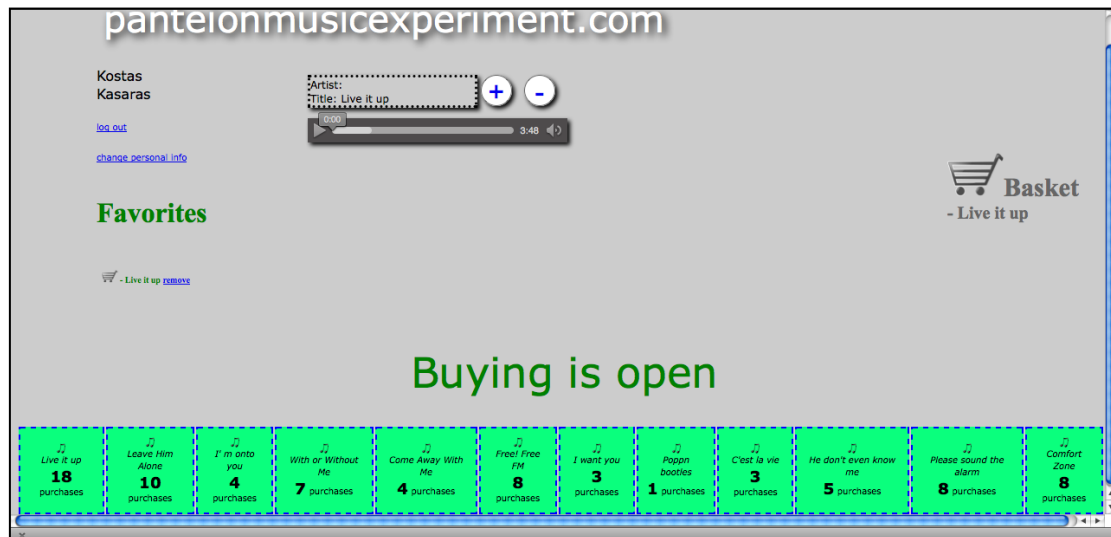 panteionmusicexperiment.com
Kostas
Kasaras
log out
change personal info
Artist:
Title: Live it up
+ -
0:00
3:48
Basket
- Live it up
Favorites
- Live it up remove
Buying is open
Live it up
18
purchases
Leave Him
Alone
10
purchases
I' m onto
you
4
purchases
With or Without
Me
7 purchases
Come Away With
Me
4 purchases
Free! Free
FM
8
purchases
I want you
3
purchases
Poppn
booties
1 purchases
C'est la vie
3
purchases
He don't even know
me
5 purchases
Please sound the
alarm
8 purchases
Comfort
Zone
8
purchases